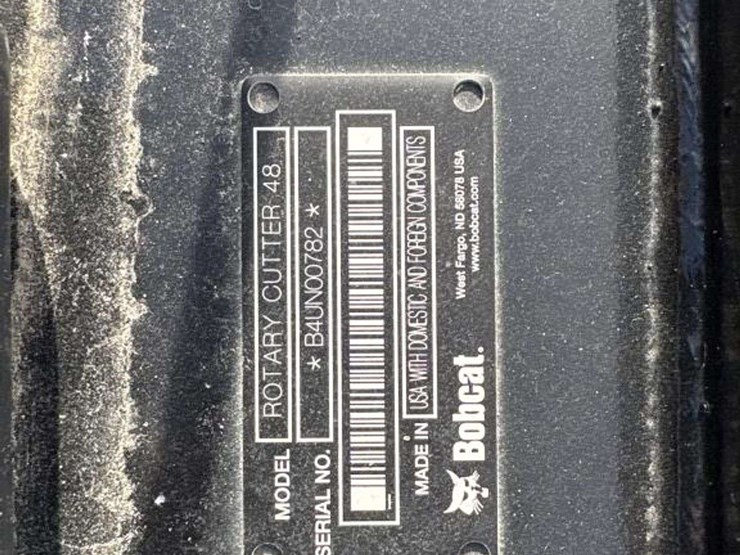 MODEL ROTARY CUTTER 48
SERIAL NO. * B4UN00782 *
MADE IN USA WITH DOMESTIC AND FOREIGN COMPONENTS
Bobcat.
West Fargo, ND 58078 USA
www.bobcat.com